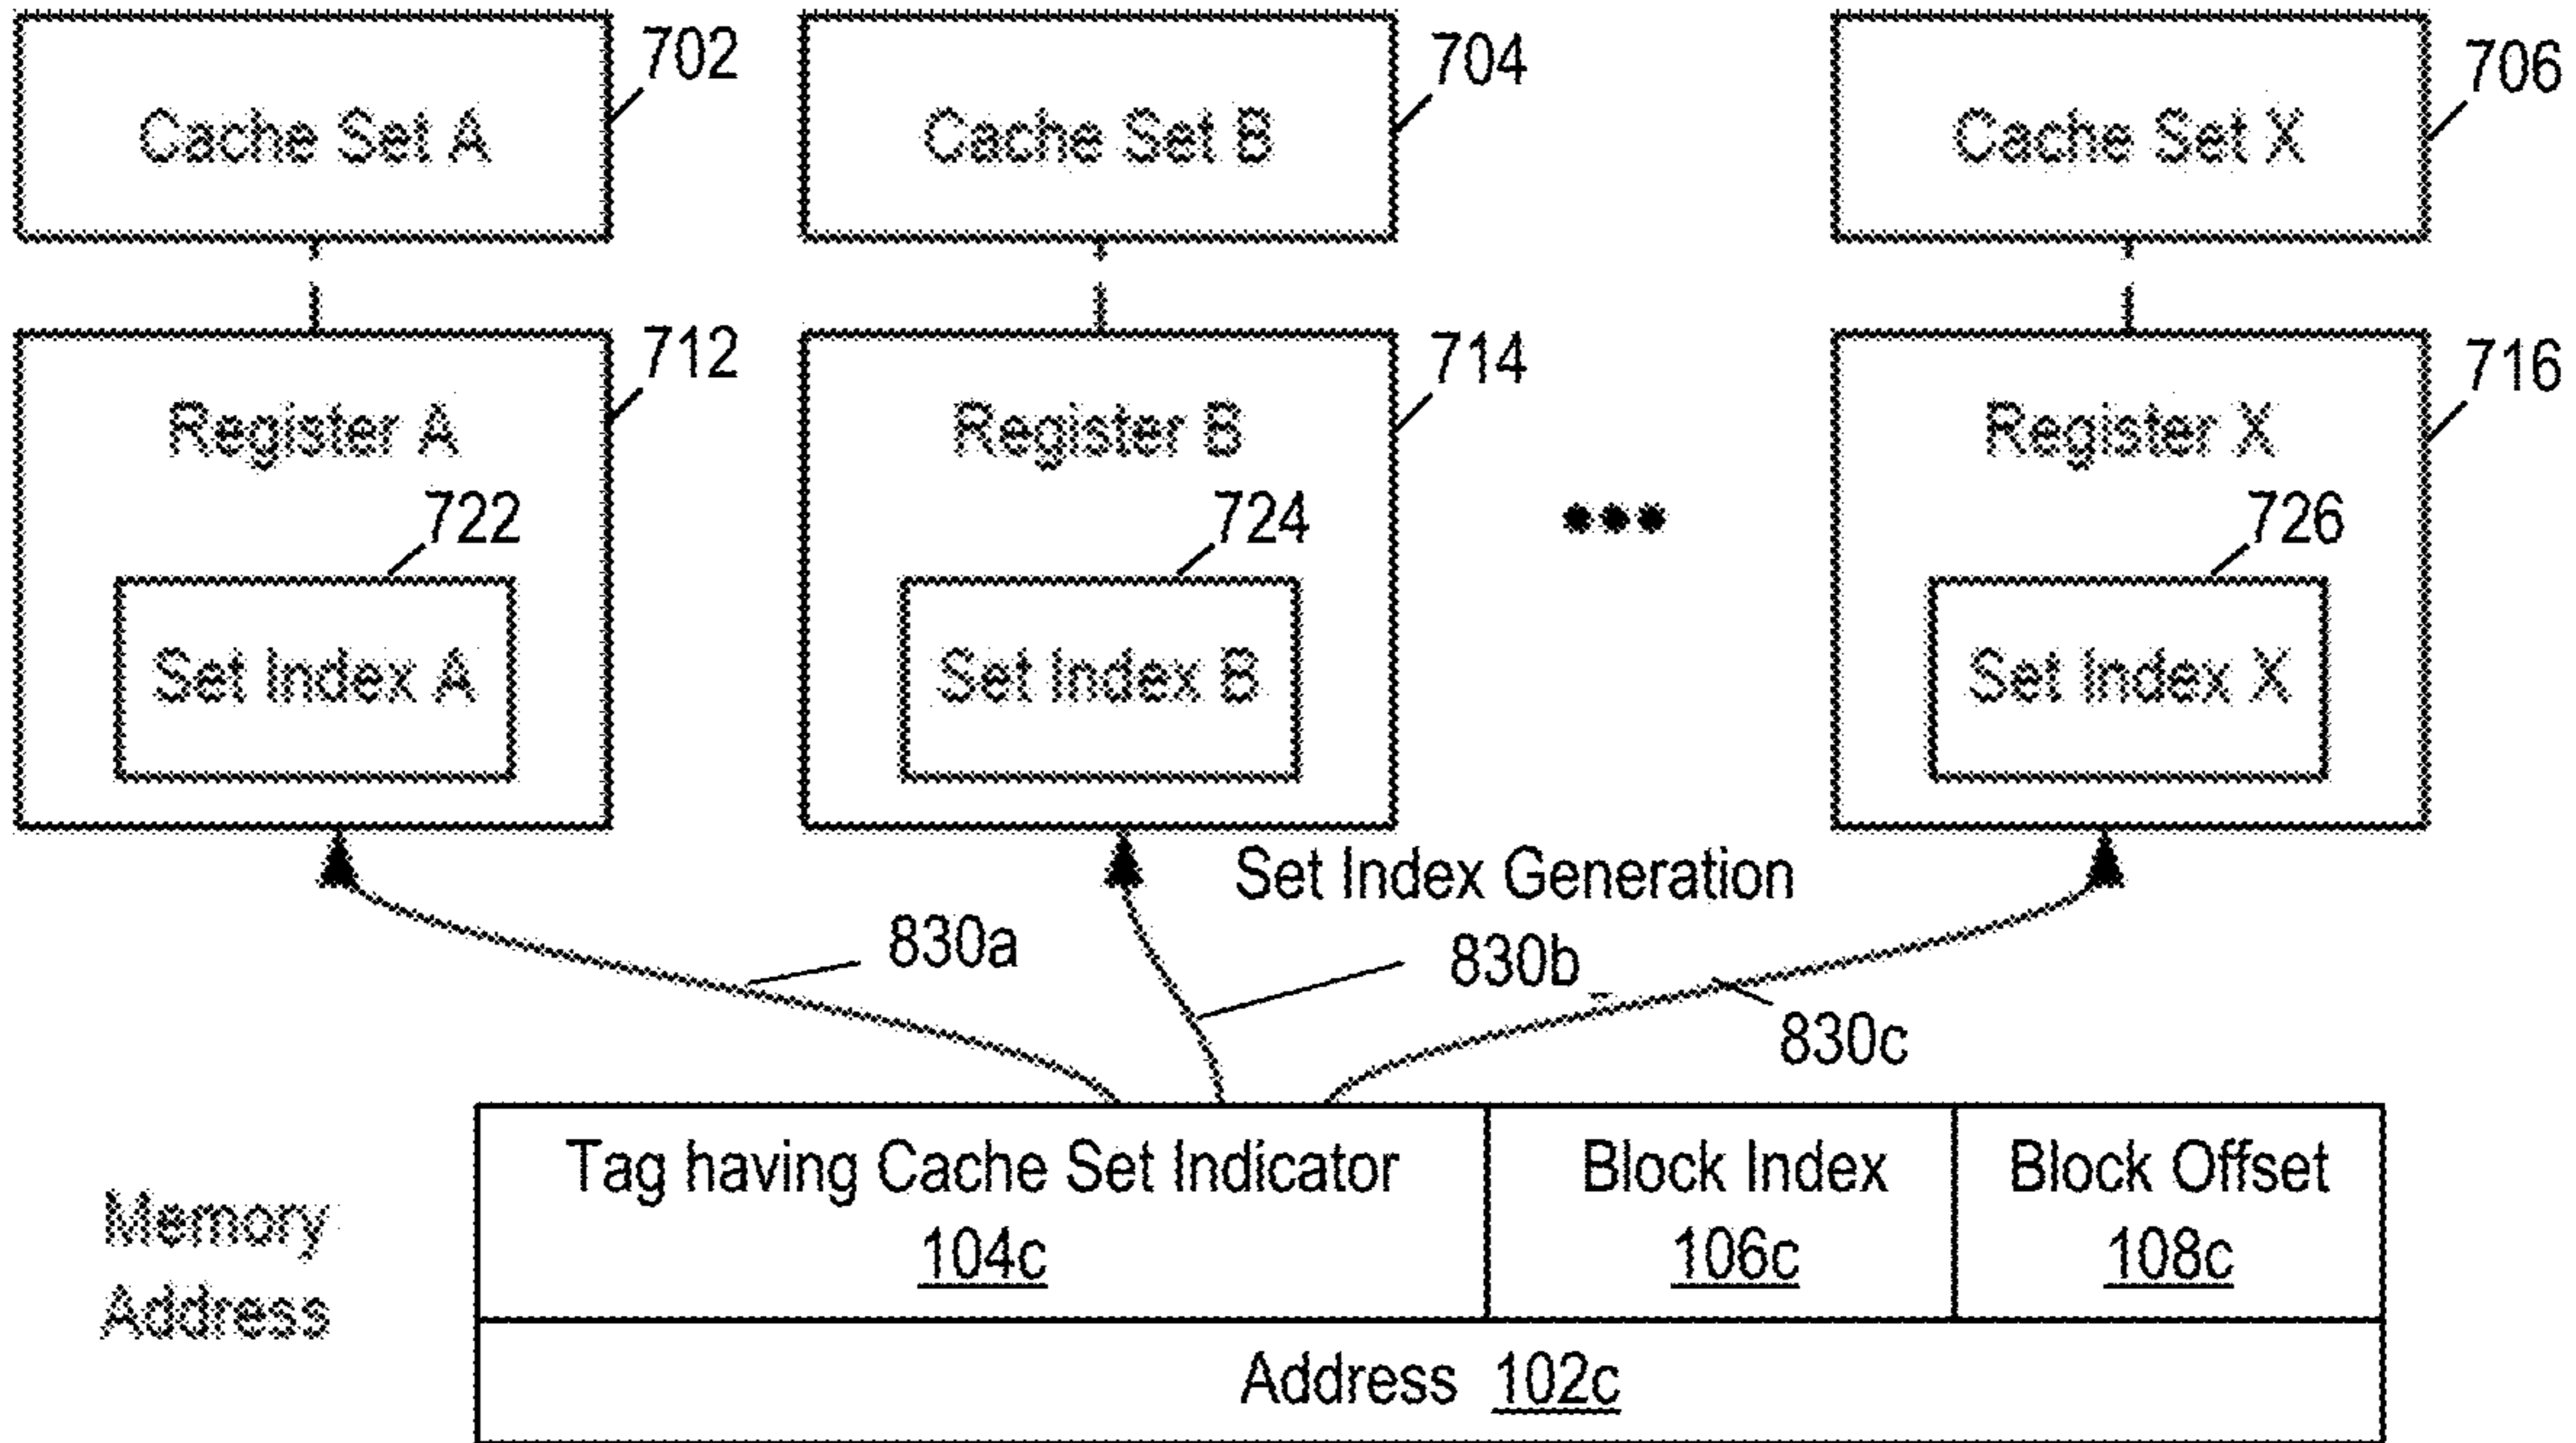 702
704
706
Cache Set A
Cache Set B
Cache Set X
712
714
716
Register A
Register B
Register X
722
724
726
Set Index A
Set Index B
Set Index X
Set Index Generation
830a
830b
830c
Tag having Cache Set Indicator
104c
Block Index
106c
Block Offset
108c
Memory
Address
Address 102c